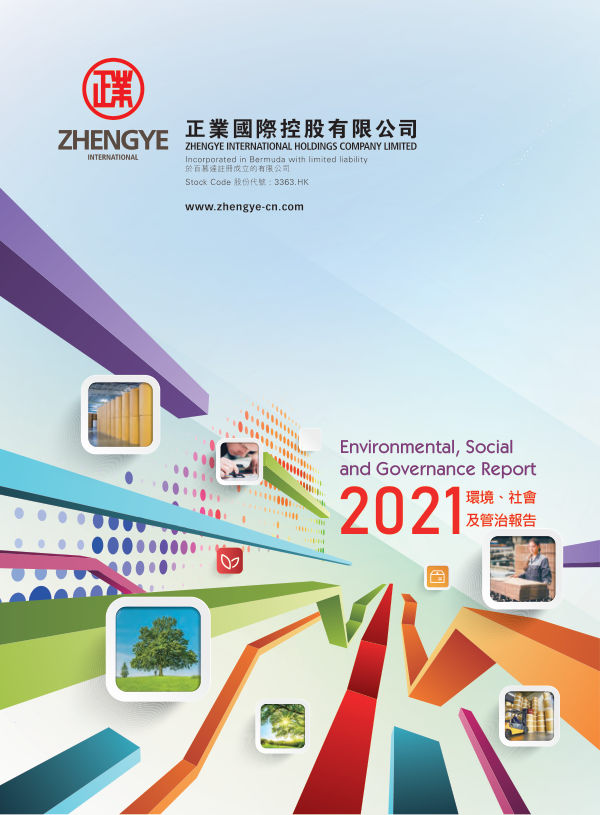 正業
ZHENGYE
INTERNATIONAL
正業國際控股有限公司
ZHENGYE INTERNATIONAL HOLDINGS COMPANY LIMITED
Incorporated in Bermuda with limited liability
於百慕達註冊成立的有限公司
Stock Code 股份代號 : 3363.HK
www.zhengye-cn.com
Environmental, Social
and Governance Report
2021 環境、社會
及管治報告